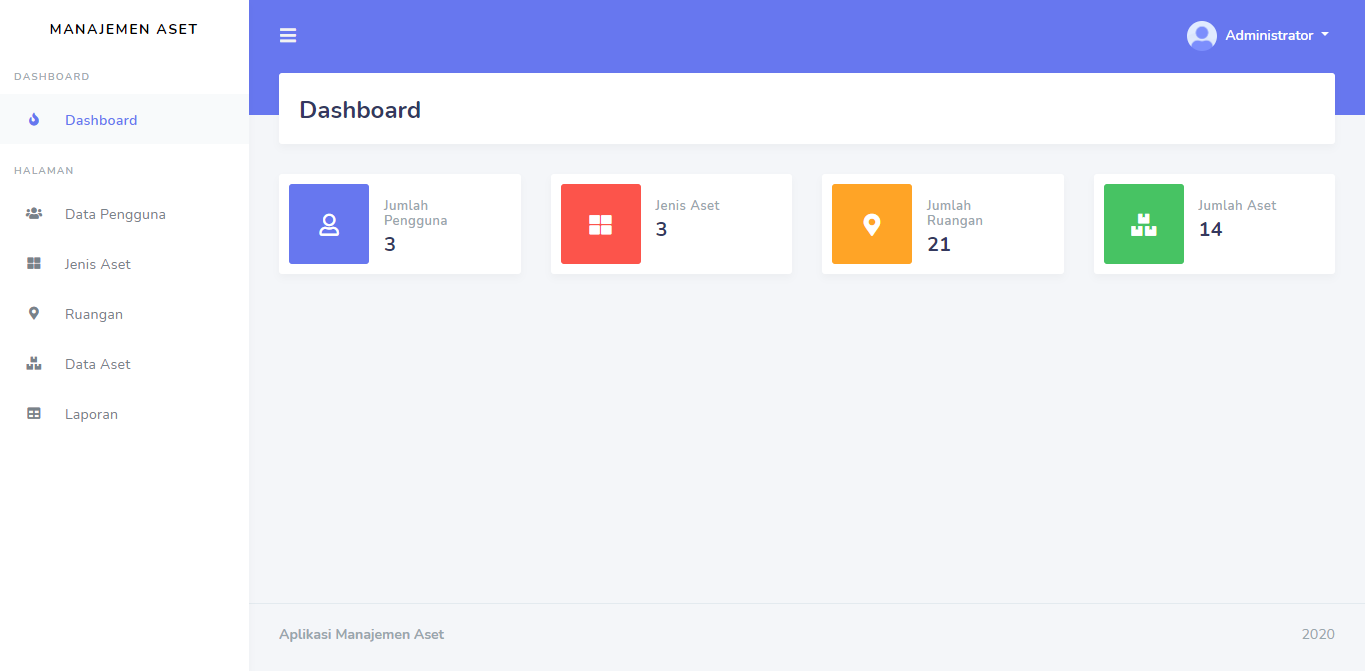 MANAJEMEN ASET
DASHBOARD
Dashboard
HALAMAN
Data Pengguna
Jenis Aset
Ruangan
Data Aset
Laporan
Administrator
Dashboard
Jumlah
Pengguna
3
Jenis Aset
3
Jumlah
Ruangan
21
Jumlah Aset
14
Aplikasi Manajemen Aset
2020